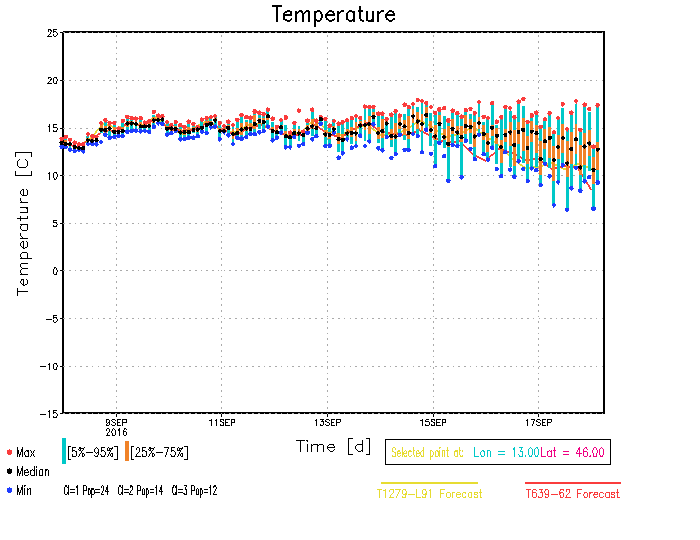 Temperature
25
20
15
10
5
0
−5
−10
−15
Temperature [C]
9SEP 11SEP 13SEP 15SEP 17SEP
2016
Time [d]
Max [5%−95%] [25%−75%]
Median
Min Cl=1 Pop=24 Cl=2 Pop=14 Cl=3 Pop=12
Selected point at: Lon = 13.00Lat = 46.00
T1279−L91 Forecast T639−62 Forecast